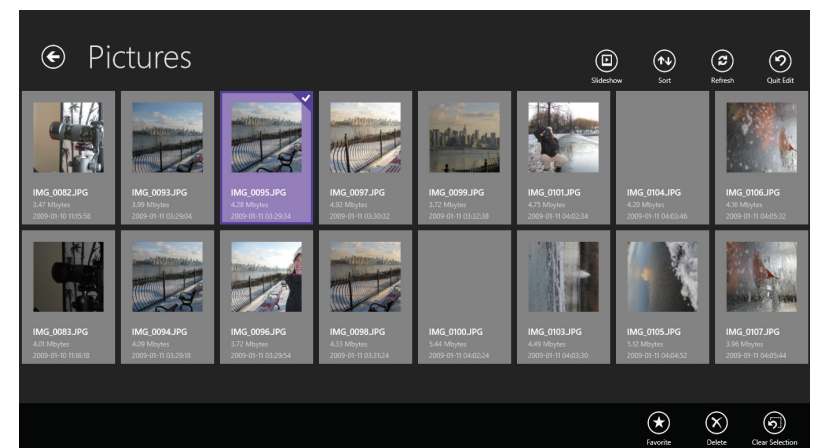 Pictures
Slideshow
Sort
Refresh
Quit Edit
IMG_0082.JPG
3.47 Mbytes
2009-01-10 11:15:58
IMG_0093.JPG
3.99 Mbytes
2009-01-11 03:29:04
IMG_0095.JPG
4.28 Mbytes
2009-01-11 03:29:34
IMG_0097.JPG
4.92 Mbytes
2009-01-11 03:30:32
IMG_0099.JPG
3.72 Mbytes
2009-01-11 03:32:38
IMG_0101.JPG
4.75 Mbytes
2009-01-11 04:02:34
IMG_0104.JPG
4.20 Mbytes
2009-01-11 04:03:46
IMG_0106.JPG
4.16 Mbytes
2009-01-11 04:05:32
IMG_0083.JPG
4.01 Mbytes
2009-01-10 11:16:18
IMG_0094.JPG
4.09 Mbytes
2009-01-11 03:29:18
IMG_0096.JPG
3.72 Mbytes
2009-01-11 03:29:54
IMG_0098.JPG
4.33 Mbytes
2009-01-11 03:31:24
IMG_0100.JPG
5.44 Mbytes
2009-01-11 04:02:24
IMG_0103.JPG
4.49 Mbytes
2009-01-11 04:03:30
IMG_0105.JPG
5.12 Mbytes
2009-01-11 04:04:52
IMG_0107.JPG
3.96 Mbytes
2009-01-11 04:05:44
Favorite
Delete
Clear Selection